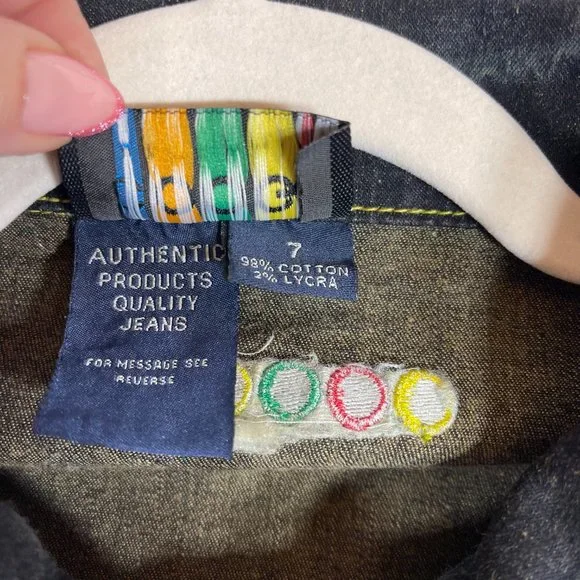 AUTHENTIC
PRODUCTS
QUALITY
JEANS
FOR MESSAGE SEE
REVERSE
7
98% COTTON
2% LYCRA